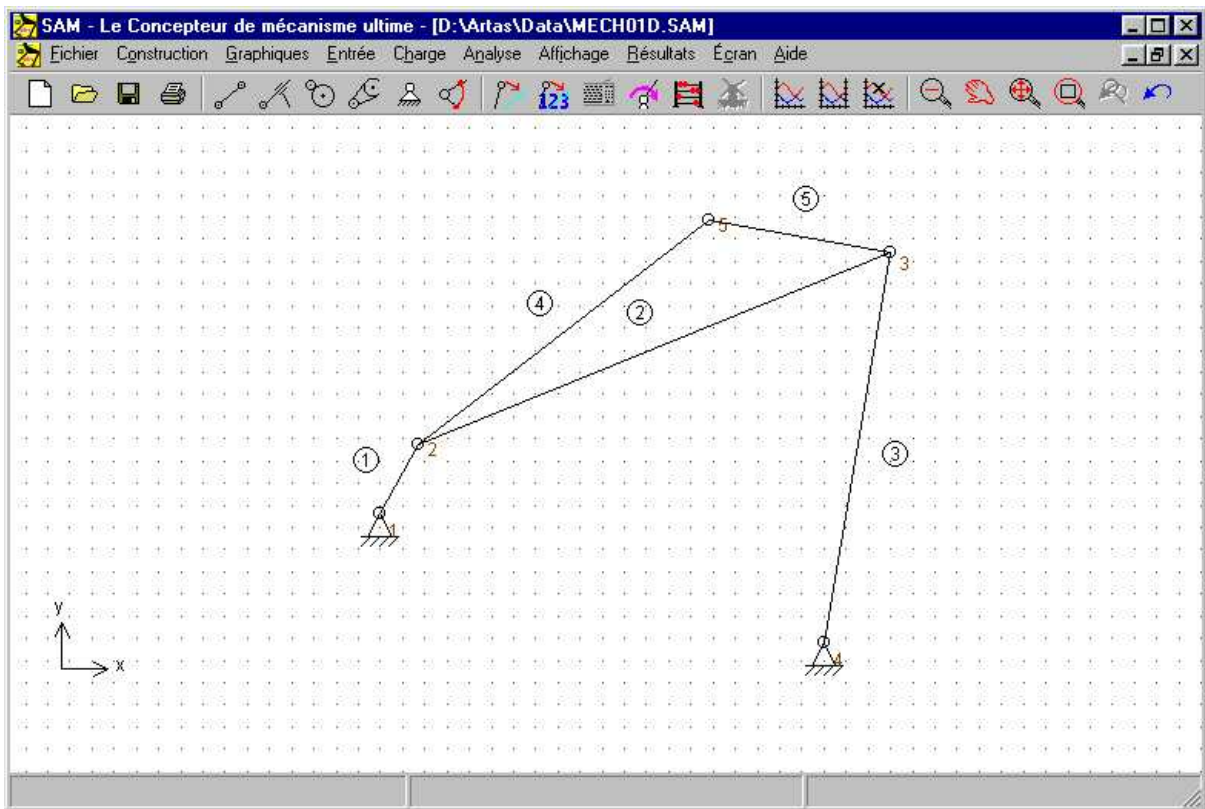 SAM - Le Concepteur de mécanisme ultime - [D:\Artas\Data\MECH01D.SAM]
Fichier Construction Graphiques Entrée Charge Analyse Affichage Résultats Écran Aide
123
5
5
3
4
2
2
1
3
1
4
y
x